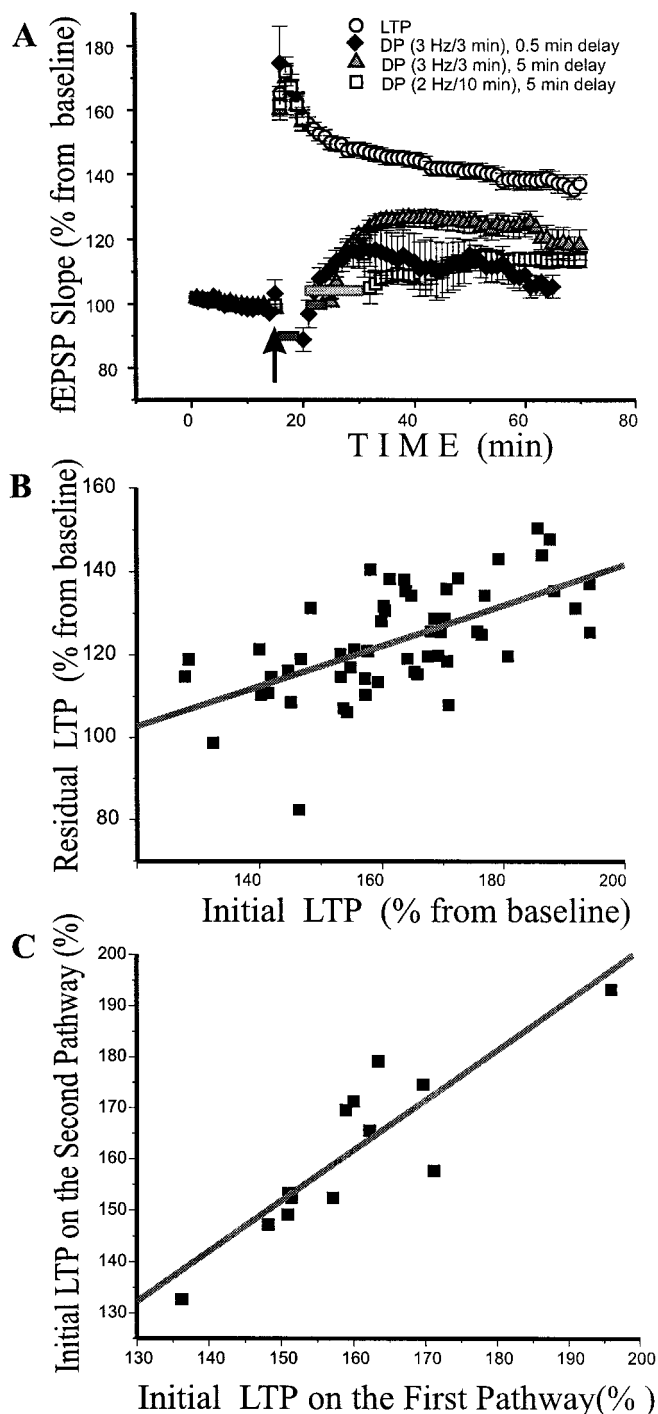 A
LTP
DP (3 Hz/3 min), 0.5 min delay
DP (3 Hz/3 min), 5 min delay
DP (2 Hz/10 min), 5 min delay
fEPSP Slope (% from baseline)
180
160
140
120
100
80
0
20
40
60
80
T I M E (min)
B
Residual LTP (% from baseline)
160
140
120
100
80
140
160
180
200
Initial LTP (% from baseline)
C
Initial LTP on the Second Pathway (%)
200
190
180
170
160
150
140
130
130
140
150
160
170
180
190
200
Initial LTP on the First Pathway(% )